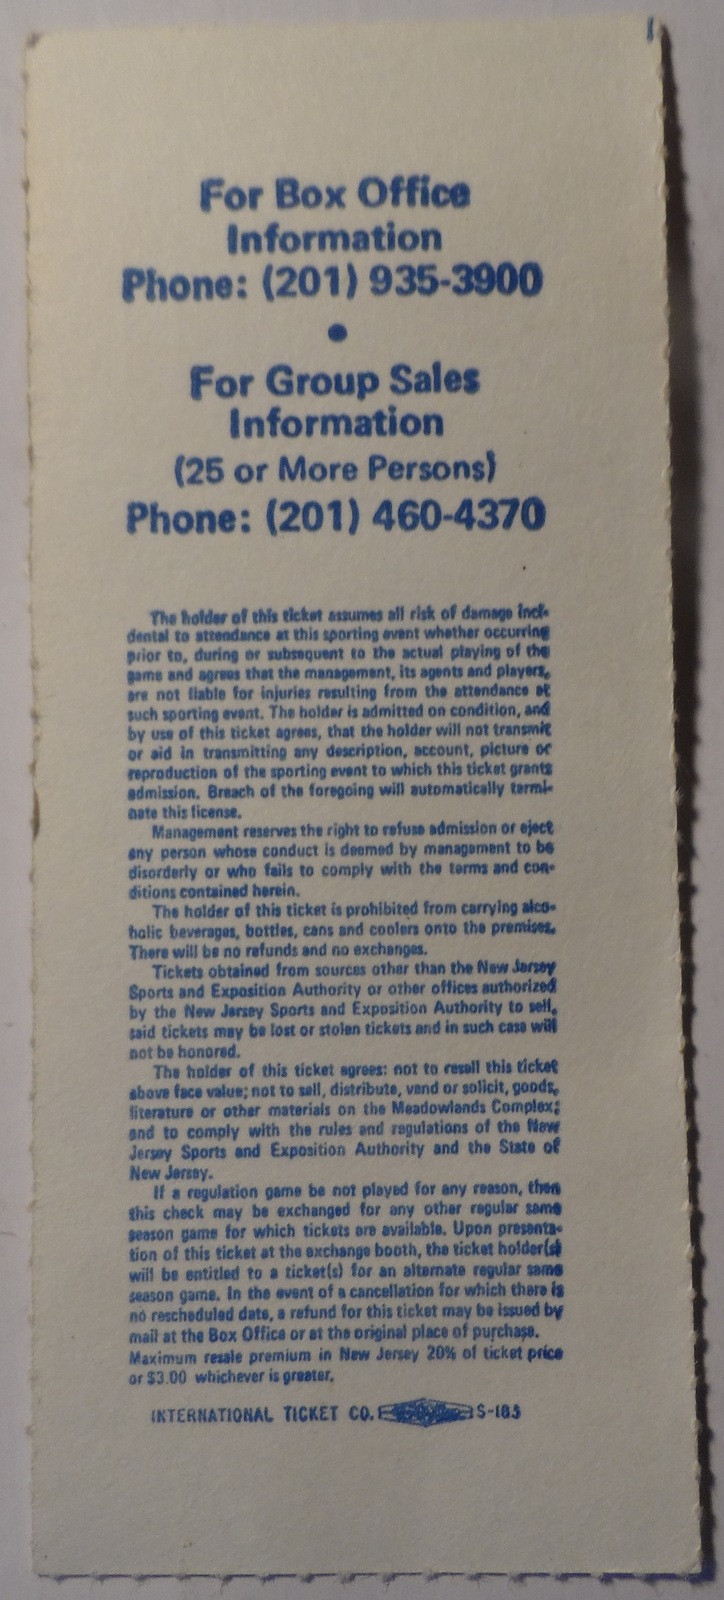 For Box Office
Information
Phone: (201) 935-3900
•
For Group Sales
Information
(25 or More Persons)
Phone: (201) 460-4370
The holder of this ticket assumes all risk of damage inci-
dental to attendance at this sporting event whether occurring
prior to, during or subsequent to the actual playing of the
game and agrees that the management, its agents and players,
are not liable for injuries resulting from the attendance at
such sporting event. The holder is admitted on condition, and
by use of this ticket agrees, that the holder will not transmit
or aid in transmitting any description, account, picture or
reproduction of the sporting event to which this ticket grants
admission. Breach of the foregoing will automatically termi-
nate this license.
Management reserves the right to refuse admission or eject
any person whose conduct is deemed by management to be
disorderly or who fails to comply with the terms and con-
ditions contained herein.
The holder of this ticket is prohibited from carrying alco-
holic beverages, bottles, cans and coolers onto the premises.
There will be no refunds and no exchanges.
Tickets obtained from sources other than the New Jersey
Sports and Exposition Authority or other offices authorized
by the New Jersey Sports and Exposition Authority to sell,
said tickets may be lost or stolen tickets and in such case will
not be honored.
The holder of this ticket agrees: not to resell this ticket
above face value; not to sell, distribute, vend or solicit, goods,
literature or other materials on the Meadowlands Complex;
and to comply with the rules and regulations of the New
Jersey Sports and Exposition Authority and the State of
New Jersey.
If a regulation game be not played for any reason, then
this check may be exchanged for any other regular same
season game for which tickets are available. Upon presenta-
tion of this ticket at the exchange booth, the ticket holder(s)
will be entitled to a ticket(s) for an alternate regular same
season game. In the event of a cancellation for which there is
no rescheduled date, a refund for this ticket may be issued by
mail at the Box Office or at the original place of purchase.
Maximum resale premium in New Jersey 20% of ticket price
or $3.00 whichever is greater.
INTERNATIONAL TICKET CO. S-185